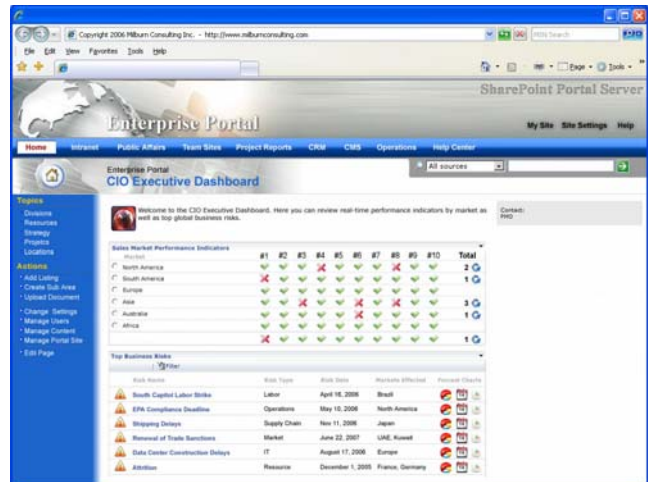 Copyright 2006 Milburn Consulting Inc. - http://www.milburnconsulting.com
MSN Search
File Edit View Favorites Tools Help
Page Tools
SharePoint Portal Server
Enterprise Portal
My Site Site Settings Help
Home Intranet Public Affairs Team Sites Project Reports CRM CMS Operations Help Center
Enterprise Portal
CIO Executive Dashboard
All sources
Topics
Divisions
Resources
Strategy
Projects
Locations
Actions
Add Listing
Create Sub Area
Upload Document
Change Settings
Manage Users
Manage Content
Manage Portal Site
Edit Page
Welcome to the CIO Executive Dashboard. Here you can review real-time performance indicators by market as
well as top global business risks.
Contact:
PMO
Sales Market Performance Indicators
Market #1 #2 #3 #4 #5 #6 #7 #8 #9 #10 Total
North America 2
South America 1
Europe
Asia 3
Australia 1
Africa
1
Top Business Risks
Filter
Risk Name Risk Type Risk Date Markets Effected Percent Charts
South Capitol Labor Strike Labor April 16, 2006 Brazil
EPA Compliance Deadline Operations May 10, 2006 North America
Shipping Delays Supply Chain Nov 11, 2006 Japan
Renewal of Trade Sanctions Market June 22, 2007 UAE, Kuwait
Data Center Construction Delays IT August 17, 2006 Europe
Attrition Resource December 1, 2005 France, Germany